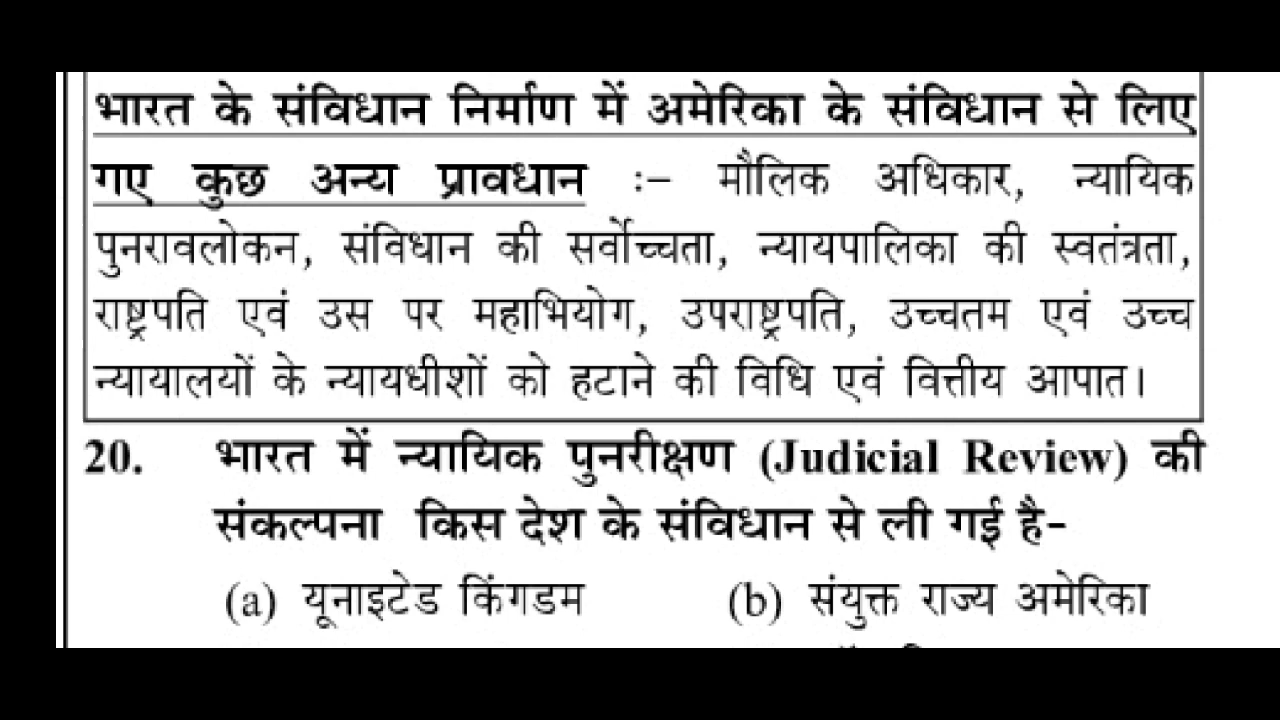 भारत के संविधान निर्माण में अमेरिका के संविधान से लिए
गए कुछ अन्य प्रावधान :– मौलिक अधिकार, न्यायिक
पुनरावलोकन, संविधान की सर्वोच्चता, न्यायपालिका की स्वतंत्रता,
राष्ट्रपति एवं उस पर महाभियोग, उपराष्ट्रपति, उच्चतम एवं उच्च
न्यायालयों के न्यायधीशों को हटाने की विधि एवं वित्तीय आपात।
20. भारत में न्यायिक पुनरीक्षण (Judicial Review) की
संकल्पना किस देश के संविधान से ली गई है-
(a) यूनाइटेड किंगडम (b) संयुक्त राज्य अमेरिका